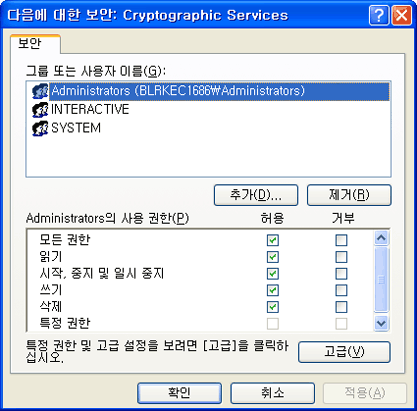 다음에 대한 보안: Cryptographic Services
보안
그룹 또는 사용자 이름(G):
Administrators (BLRKEC1686₩Administrators)
INTERACTIVE
SYSTEM
추가(D)... 제거(R)
Administrators의 사용 권한(P) 허용 거부
모든 권한
읽기
시작, 중지 및 일시 중지
쓰기
삭제
특정 권한
특정 권한 및 고급 설정을 보려면 [고급]을 클릭하
십시오.
고급(V)
확인 취소 적용(A)